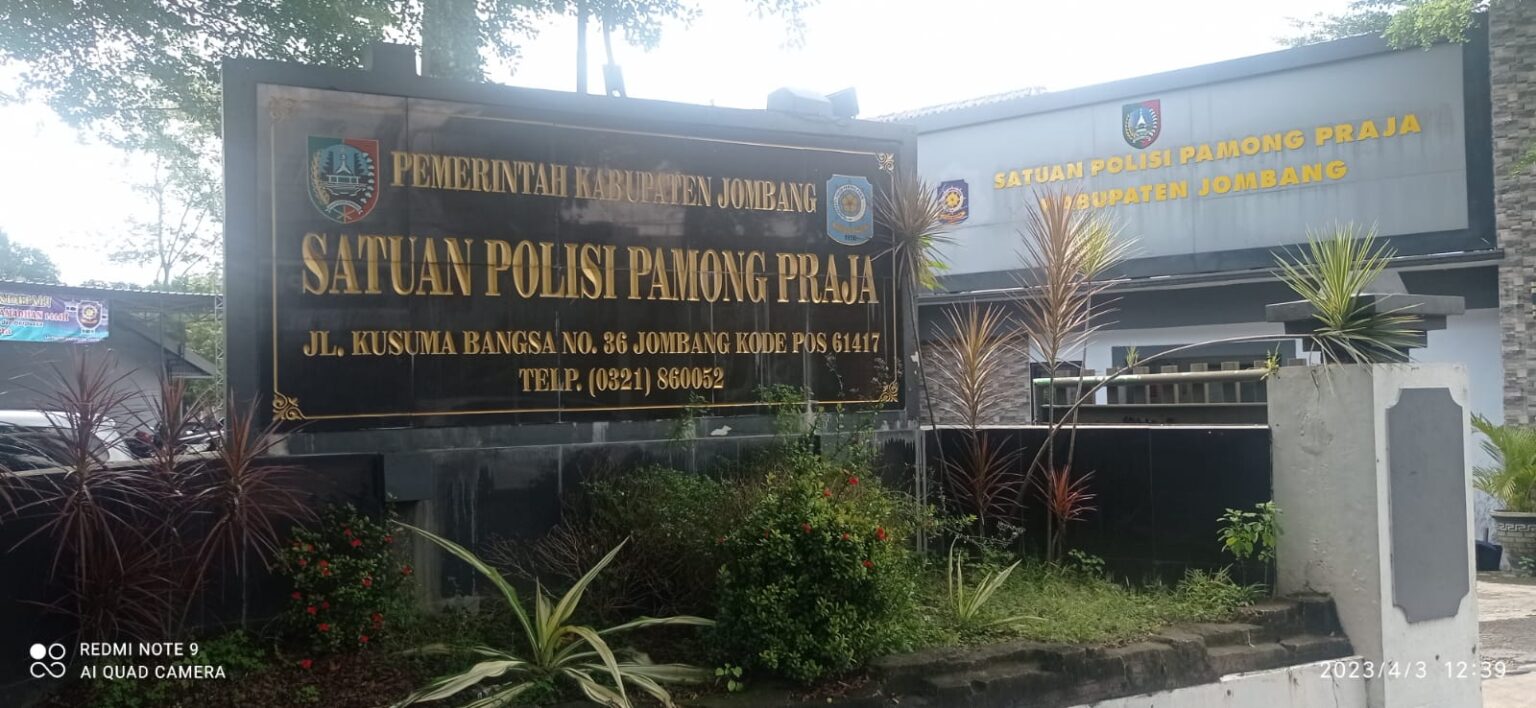 PEMERINTAH KABUPATEN JOMBANG
SATUAN POLISI PAMONG PRAJA
JL. KUSUMA BANGSA NO. 36 JOMBANG KODE POS 61417
TELP. (0321) 860052
SATUAN POLISI PAMONG PRAJA
KABUPATEN JOMBANG
REDMI NOTE 9
AI QUAD CAMERA
2023/4/3 12:39